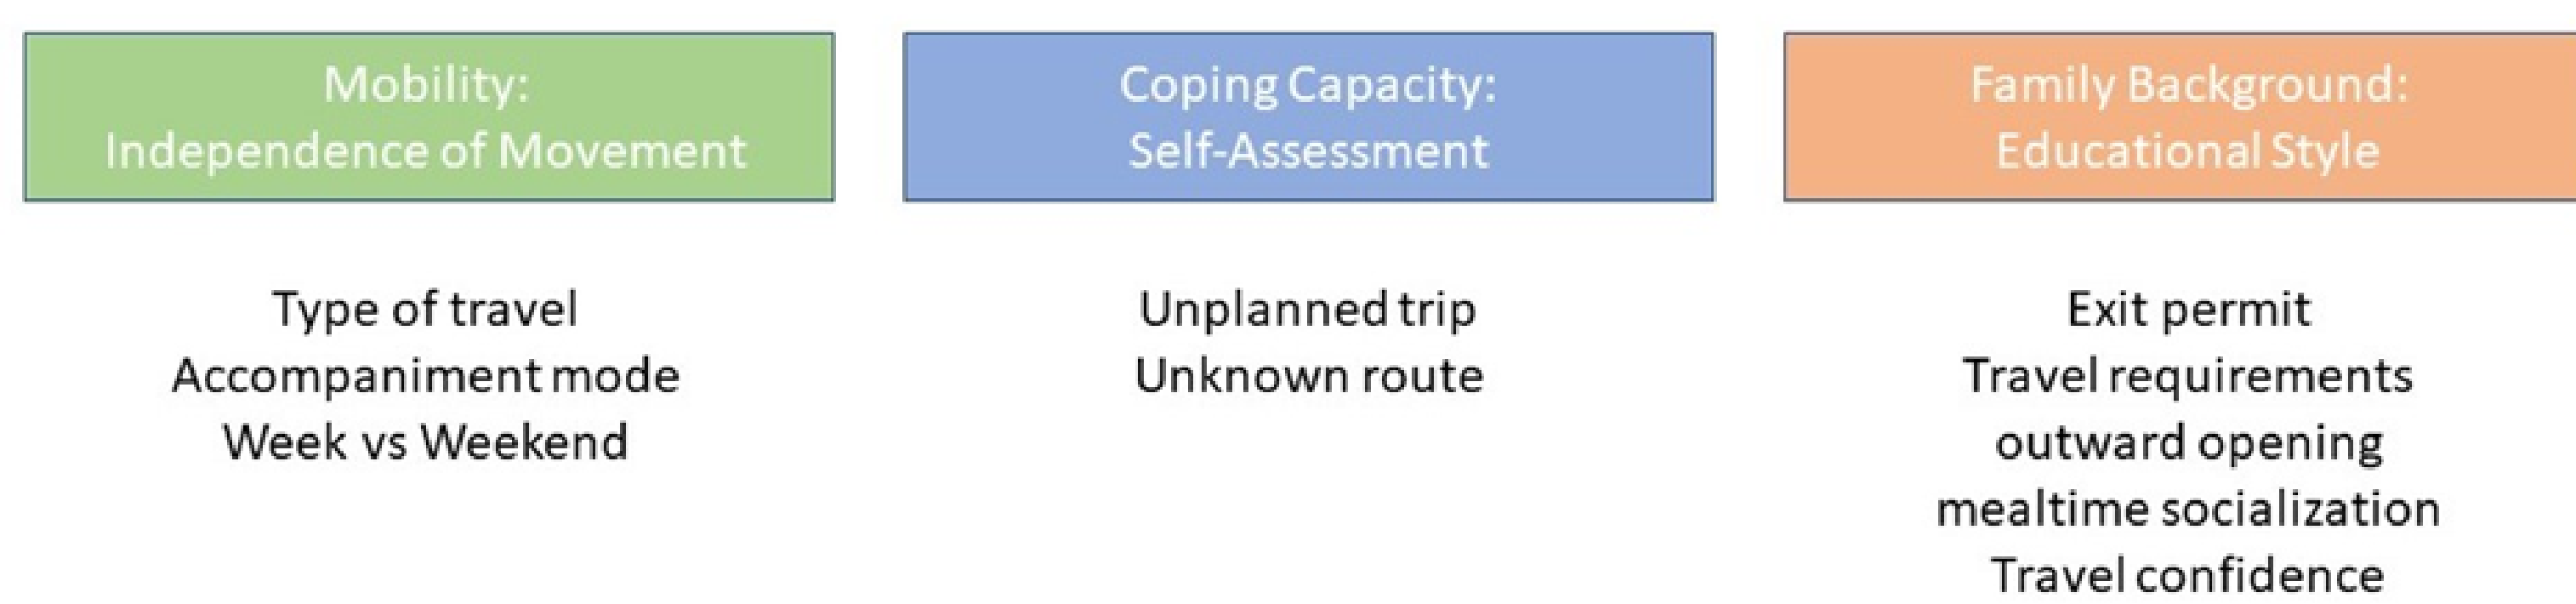 Mobility:
Independence of Movement
Type of travel
Accompaniment mode
Week vs Weekend
Coping Capacity:
Self-Assessment
Unplanned trip
Unknown route
Family Background:
Educational Style
Exit permit
Travel requirements
outward opening
mealtime socialization
Travel confidence